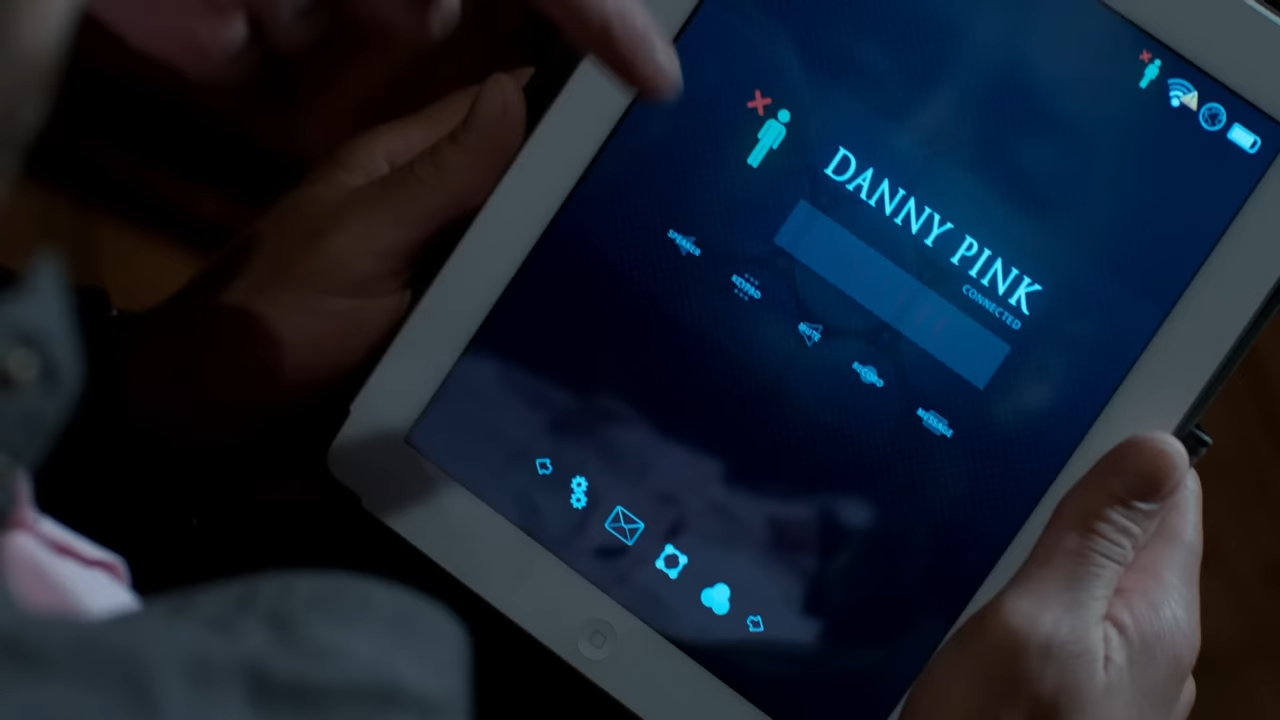 DANNY PINK
CONNECTED
SPEAKER
KEYPAD
MUTE
RECORD
MESSAGE